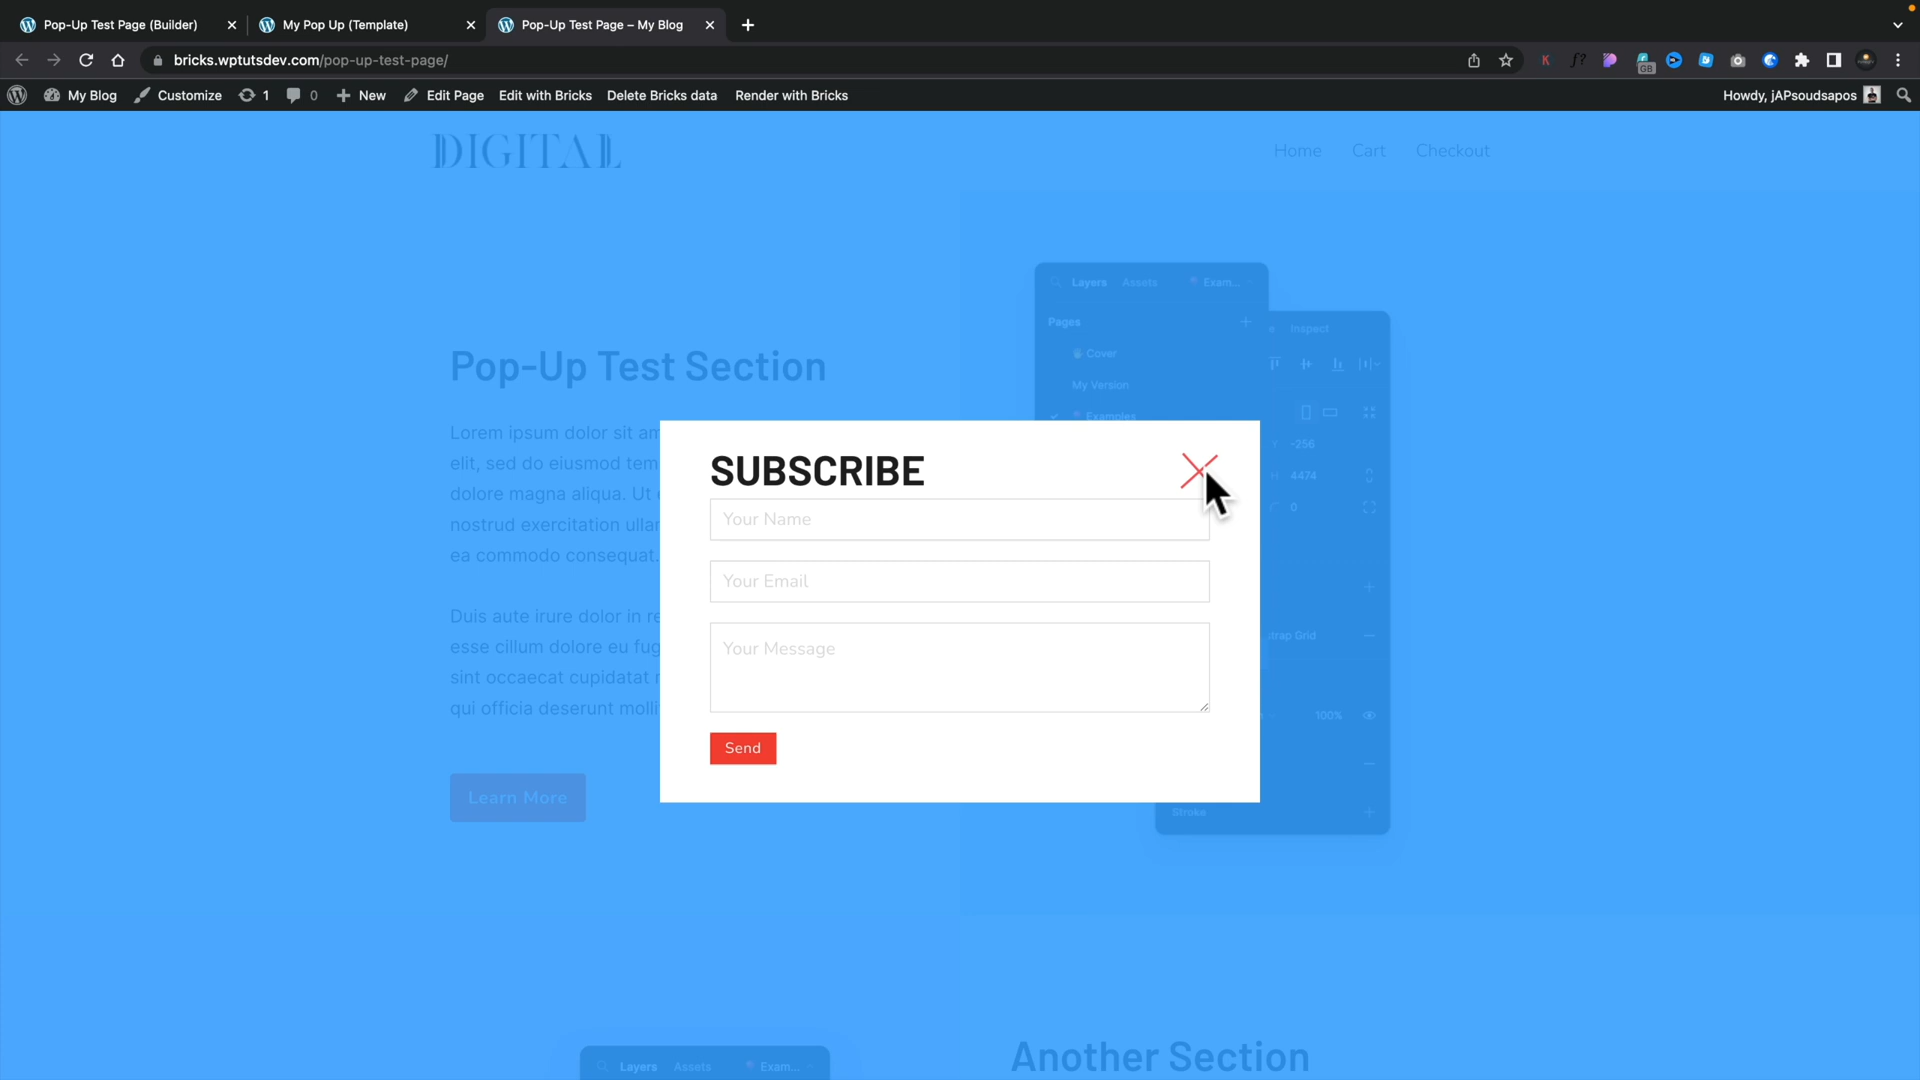 Pop-Up Test Page (Builder)
My Pop Up (Template)
Pop-Up Test Page – My Blog
bricks.wptutsdev.com/pop-up-test-page/
GB
My Blog
Customize
1
0
New
Edit Page
Edit with Bricks
Delete Bricks data
Render with Bricks
Howdy, jAPsoudsapos
DIGITAL
Home
Cart
Checkout
Layers
Assets
Exam...
Pages
Inspect
Cover
My Version
Examples
-256
4474
0
100%
Stroke
Pop-Up Test Section
Lorem ipsum dolor sit am
elit, sed do eiusmod tem
dolore magna aliqua. Ut
nostrud exercitation ullar
ea commodo consequat.
Duis aute irure dolor in re
esse cillum dolore eu fug
sint occaecat cupidatat
qui officia deserunt molli
Learn More
SUBSCRIBE
Your Name
Your Email
Your Message
Send
Layers
Assets
Exam...
Another Section